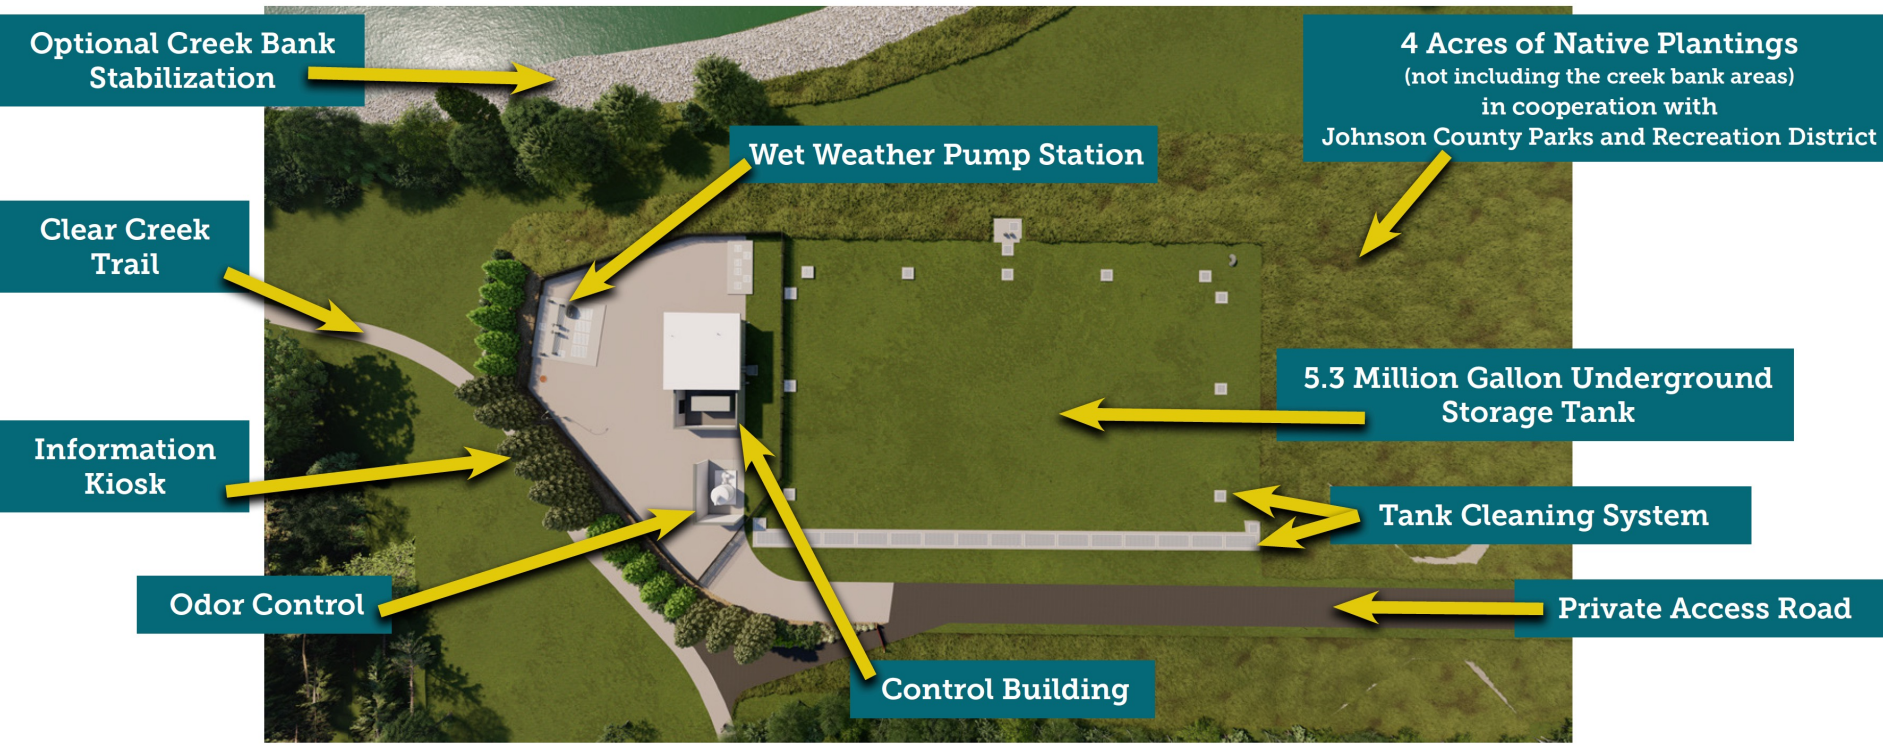 Optional Creek Bank
Stabilization
4 Acres of Native Plantings
(not including the creek bank areas)
in cooperation with
Johnson County Parks and Recreation District
Wet Weather Pump Station
Clear Creek
Trail
5.3 Million Gallon Underground
Storage Tank
Information
Kiosk
Tank Cleaning System
Odor Control
Private Access Road
Control Building